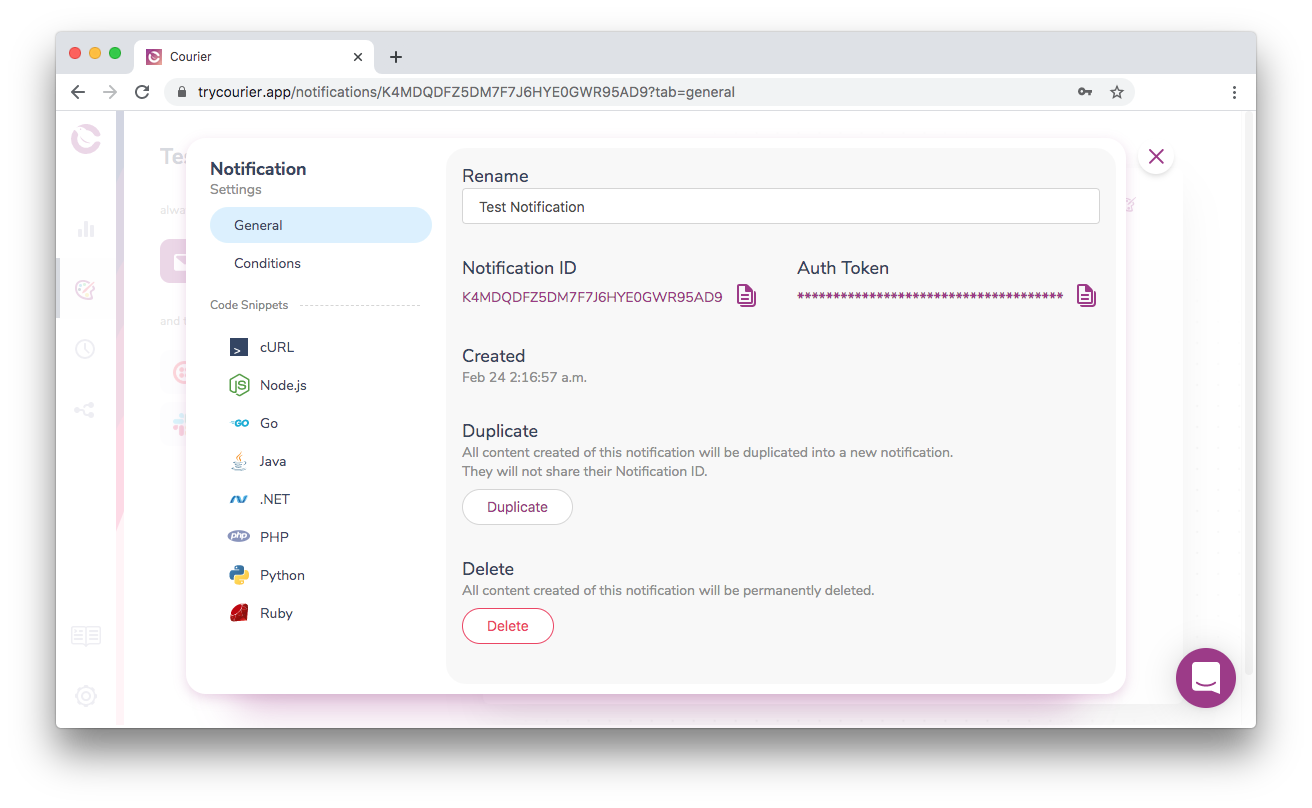 Courier
trycourier.app/notifications/K4MDQDFZ5DM7F7J6HYE0GWR95AD9?tab=general
Notification
Settings
General
Conditions
Code Snippets
cURL
Node.js
Go
Java
.NET
PHP
Python
Ruby
Rename
Test Notification
Notification ID
K4MDQDFZ5DM7F7J6HYE0GWR95AD9
Auth Token
*************************************
Created
Feb 24 2:16:57 a.m.
Duplicate
All content created of this notification will be duplicated into a new notification.
They will not share their Notification ID.
Duplicate
Delete
All content created of this notification will be permanently deleted.
Delete